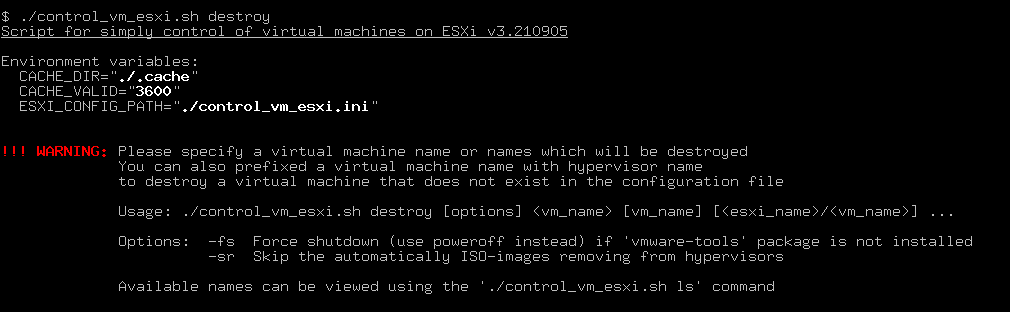 $ ./control_vm_esxi.sh destroy
Script for simply control of virtual machines on ESXi v3.210905
Environment variables:
CACHE_DIR="./.cache"
CACHE_VALID="3600"
ESXI_CONFIG_PATH="./control_vm_esxi.ini"
!!! WARNING: Please specify a virtual machine name or names which will be destroyed
You can also prefixed a virtual machine name with hypervisor name
to destroy a virtual machine that does not exist in the configuration file
Usage: ./control_vm_esxi.sh destroy [options] <vm_name> [vm_name] [<esxi_name>/<vm_name>] ...
Options: -fs Force shutdown (use poweroff instead) if 'vmware-tools' package is not installed
-sr Skip the automatically ISO-images removing from hypervisors
Available names can be viewed using the './control_vm_esxi.sh ls' command